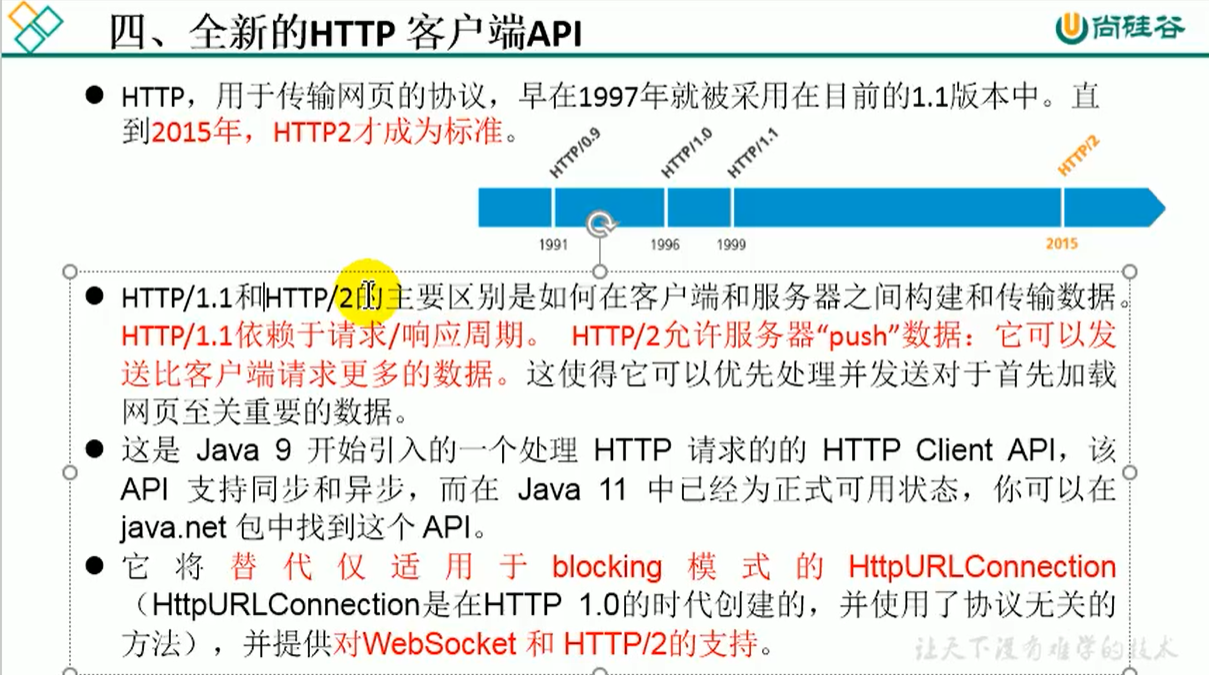 四、全新的HTTP 客户端API
尚硅谷
● HTTP，用于传输网页的协议，早在1997年就被采用在目前的1.1版本中。直
到2015年，HTTP2才成为标准。
HTTP/0.9 HTTP/1.0 HTTP/1.1 HTTP/2
1991 1996 1999 2015
● HTTP/1.1和HTTP/2的主要区别是如何在客户端和服务器之间构建和传输数据。
HTTP/1.1依赖于请求/响应周期。 HTTP/2允许服务器“push”数据：它可以发
送比客户端请求更多的数据。这使得它可以优先处理并发送对于首先加载
网页至关重要的数据。
● 这是 Java 9 开始引入的一个处理 HTTP 请求的的 HTTP Client API，该
API 支持同步和异步，而在 Java 11 中已经为正式可用状态，你可以在
java.net 包中找到这个 API。
● 它将替代仅适用于 blocking 模式的 HttpURLConnection
（HttpURLConnection是在HTTP 1.0的时代创建的，并使用了协议无关的
方法），并提供对WebSocket 和 HTTP/2的支持。
让天下没有难学的技术